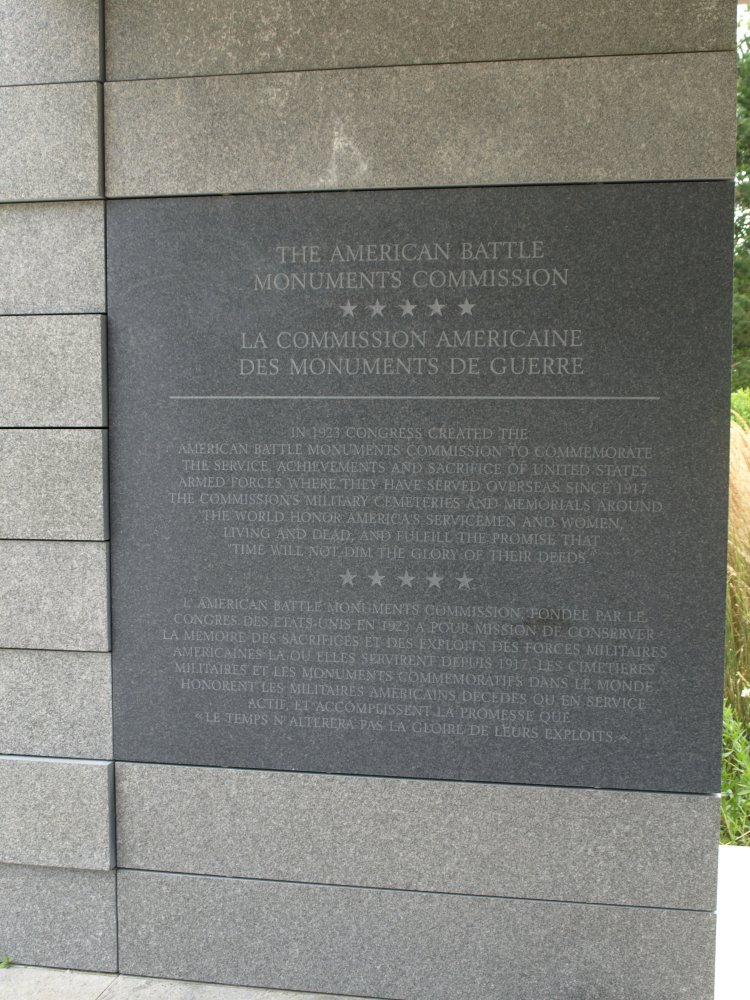 THE AMERICAN BATTLE
MONUMENTS COMMISSION
LA COMMISSION AMERICAINE
DES MONUMENTS DE GUERRE
IN 1923 CONGRESS CREATED THE
AMERICAN BATTLE MONUMENTS COMMISSION TO COMMEMORATE
THE SERVICE, ACHIEVEMENTS AND SACRIFICE OF UNITED STATES
ARMED FORCES WHERE THEY HAVE SERVED OVERSEAS SINCE 1917.
THE COMMISSION'S MILITARY CEMETERIES AND MEMORIALS AROUND
THE WORLD HONOR AMERICA'S SERVICEMEN AND WOMEN,
LIVING AND DEAD, AND FULFILL THE PROMISE THAT
"TIME WILL NOT DIM THE GLORY OF THEIR DEEDS."
L' AMERICAN BATTLE MONUMENTS COMMISSION, FONDÉE PAR LE
CONGRES DES ETATS-UNIS EN 1923 A POUR MISSION DE CONSERVER
LA MEMOIRE DES SACRIFICES ET DES EXPLOITS DES FORCES MILITAIRES
AMERICAINES LA OU ELLES SERVIRENT DEPUIS 1917. LES CIMETIERES
MILITAIRES ET LES MONUMENTS COMMEMORATIFS DANS LE MONDE
HONORENT LES MILITAIRES AMERICAINS DECEDES OU EN SERVICE
ACTIF, ET ACCOMPLISSENT LA PROMESSE QUE
« LE TEMPS N'ALTERERA PAS LA GLOIRE DE LEURS EXPLOITS. »